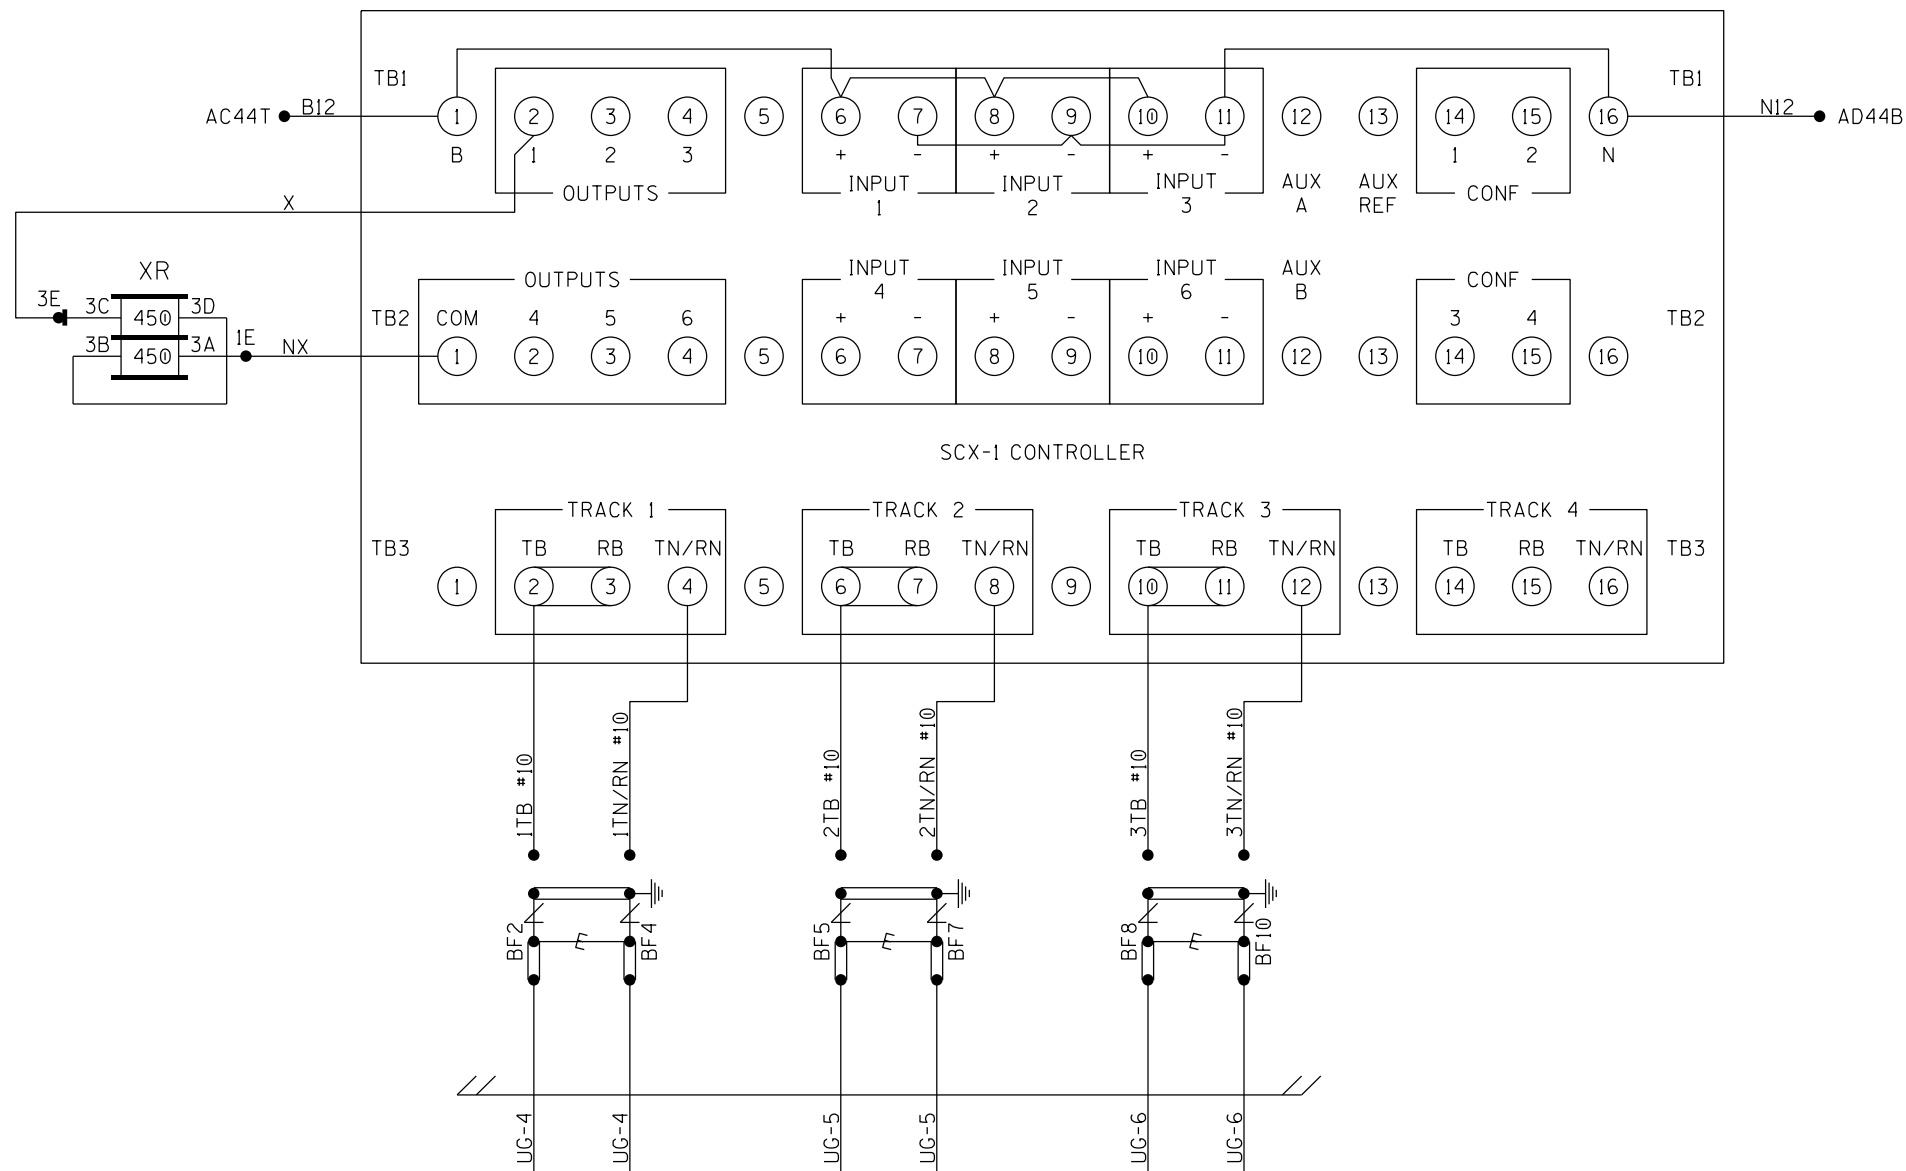 TB1 TB1
AC44T B12 1 2 3 4 5 6 7 8 9 10 11 12 13 14 15 16 N12 AD44B
B 1 2 3 + - + - + - 1 2 N
OUTPUTS INPUT INPUT INPUT AUX AUX CONF
1 2 3 A REF
X
XR OUTPUTS INPUT INPUT INPUT AUX CONF
4 5 6 B
3E 3C 450 3D TB2 COM 4 5 6 + - + - + - 3 4 TB2
3B 450 3A 1E NX 1 2 3 4 5 6 7 8 9 10 11 12 13 14 15 16
SCX-1 CONTROLLER
TRACK 1 TRACK 2 TRACK 3 TRACK 4
TB3 TB RB TN/RN TB RB TN/RN TB RB TN/RN TB RB TN/RN TB3
1 2 3 4 5 6 7 8 9 10 11 12 13 14 15 16
1TB #10
1TN/RN #10
2TB #10
2TN/RN #10
3TB #10
3TN/RN #10
BF2 E BF4 BF5 E BF7 BF8 E BF10
UG-4 UG-4 UG-5 UG-5 UG-6 UG-6